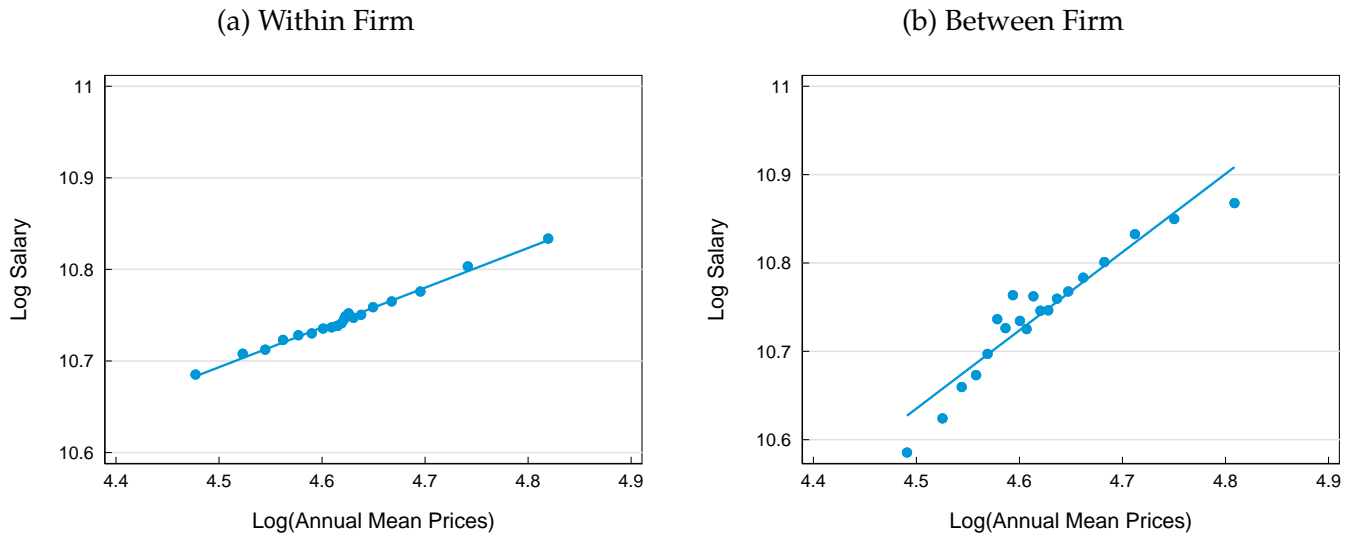 (a) Within Firm
11
10.9
10.8
10.7
10.6
Log Salary
4.4 4.5 4.6 4.7 4.8 4.9
Log(Annual Mean Prices)
(b) Between Firm
11
10.9
10.8
10.7
10.6
Log Salary
4.4 4.5 4.6 4.7 4.8 4.9
Log(Annual Mean Prices)